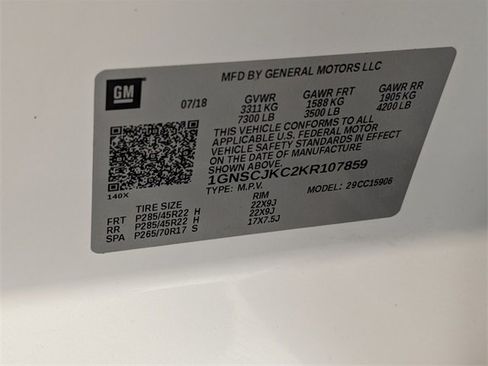 MFD BY GENERAL MOTORS LLC
GM
07/18 GVWR GAWR FRT GAWR RR
3311 KG 1588 KG 1905 KG
7300 LB 3500 LB 4200 LB
THIS VEHICLE CONFORMS TO ALL
APPLICABLE U.S. FEDERAL MOTOR
VEHICLE SAFETY STANDARDS IN EFFECT
ON THE DATE OF MANUFACTURE
SHOWN ABOVE.
1GNSCJKC2KR107859
140X TYPE: M.P.V. MODEL: 29CC15906
TIRE SIZE RIM
FRT P285/45R22 H 22X9J
RR P285/45R22 H 22X9J
SPA P265/70R17 S 17X7.5J